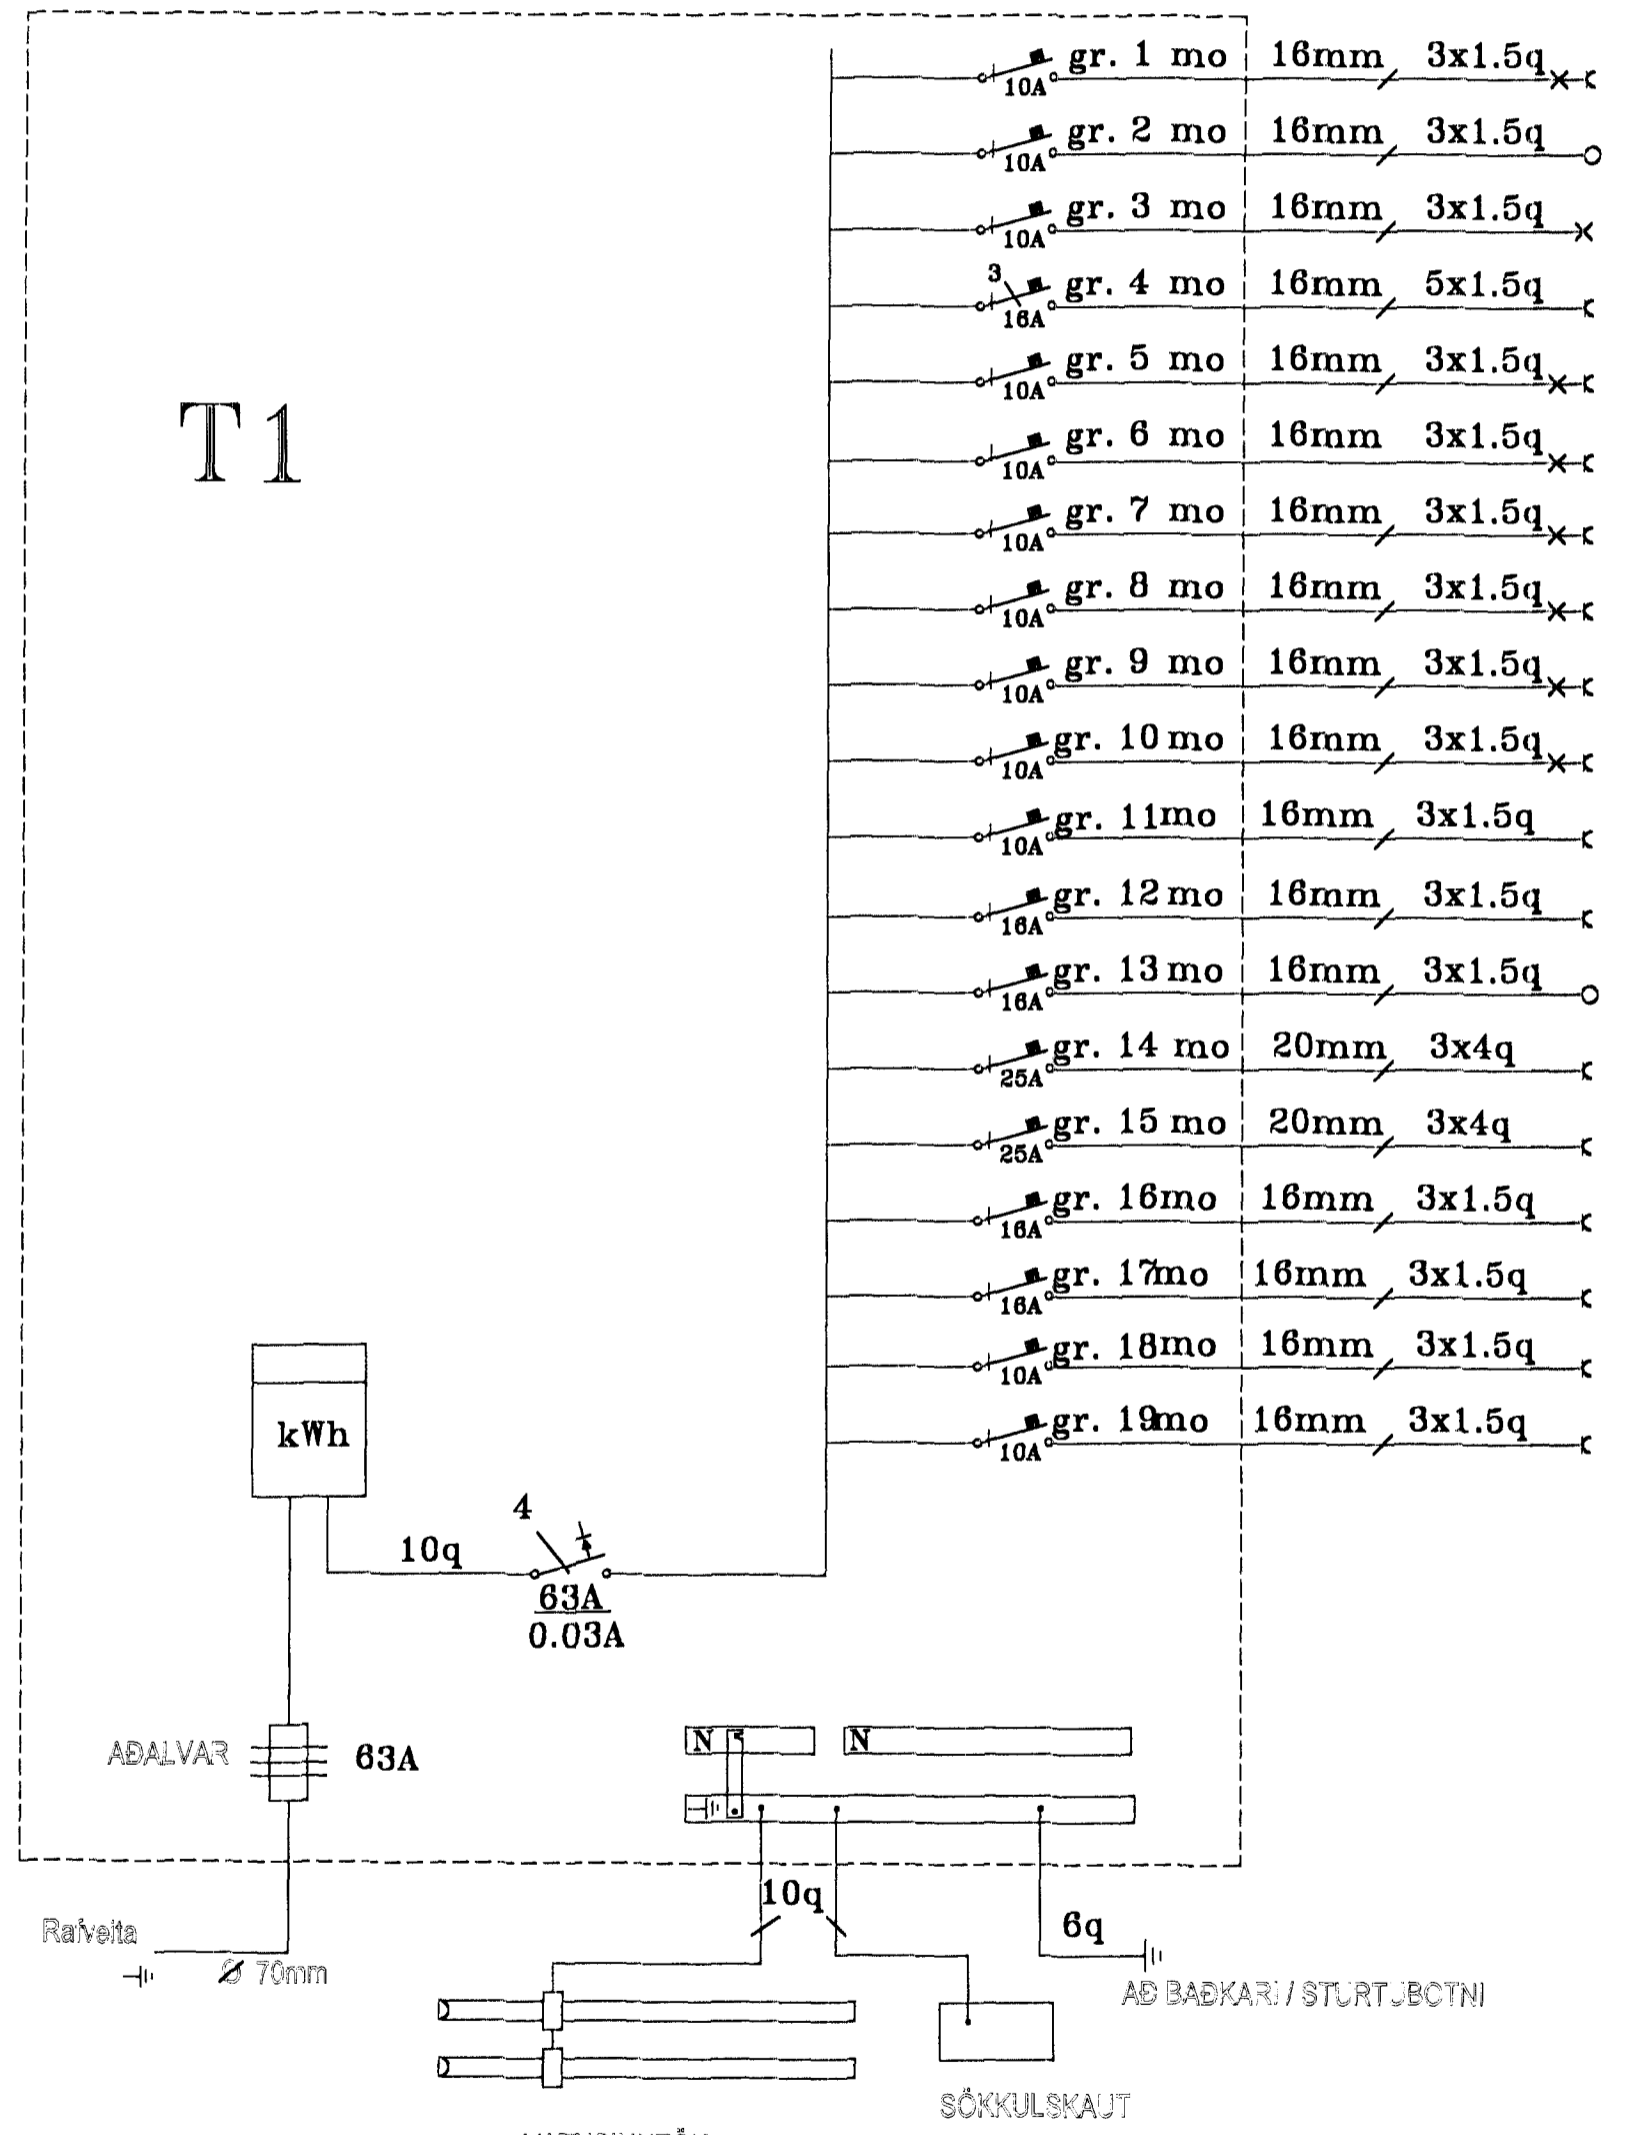 gr. 1 mo 16mm 3x1.5q
10A
gr. 2 mo 16mm 3x1.5q
10A
gr. 3 mo 16mm 3x1.5q
10A
3
gr. 4 mo 16mm 5x1.5q
16A
gr. 5 mo 16mm 3x1.5q
10A
T1
gr. 6 mo 16mm 3x1.5q
10A
gr. 7 mo 16mm 3x1.5q
10A
gr. 8 mo 16mm 3x1.5q
10A
gr. 9 mo 16mm 3x1.5q
10A
gr. 10 mo 16mm 3x1.5q
10A
gr. 11mo 16mm 3x1.5q
10A
gr. 12 mo 16mm 3x1.5q
16A
gr. 13 mo 16mm 3x1.5q
16A
gr. 14 mo 20mm 3x4q
25A
gr. 15 mo 20mm 3x4q
25A
gr. 16mo 16mm 3x1.5q
16A
gr. 17mo 16mm 3x1.5q
16A
gr. 18mo 16mm 3x1.5q
10A
gr. 19mo 16mm 3x1.5q
10A
kWh
4
10q
63A
0.03A
AÐALVAR 63A
N N
10q
6q
Rafveita
Ø 70mm
AÐ BAÐKARI / STURTUBOTNI
SÖKKULSKAUT